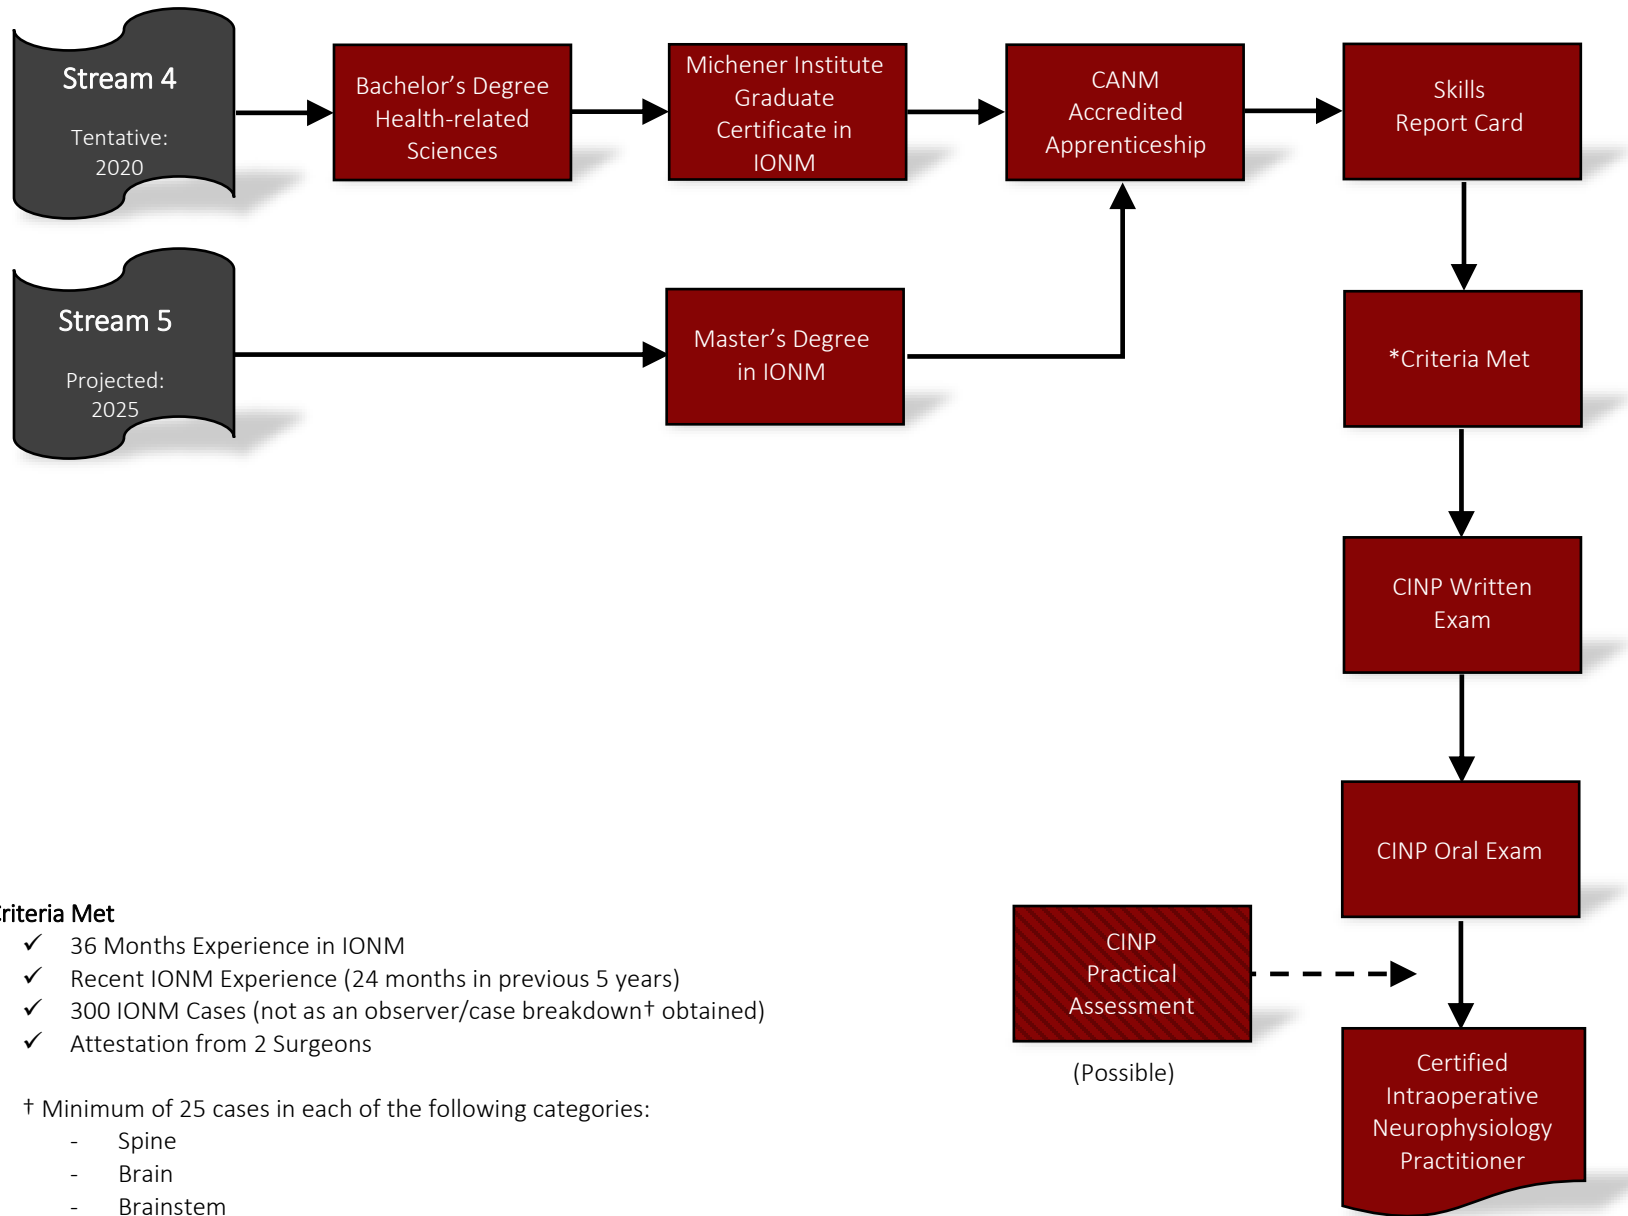 Stream 4
Tentative:
2020
Bachelor’s Degree
Health-related
Sciences
Michener Institute
Graduate
Certificate in
IONM
CANM
Accredited
Apprenticeship
Skills
Report Card
Stream 5
Projected:
2025
Master’s Degree
in IONM
*Criteria Met
CINP Written
Exam
CINP Oral Exam
CINP
Practical
Assessment
(Possible)
Certified
Intraoperative
Neurophysiology
Practitioner
Criteria Met
✓ 36 Months Experience in IONM
✓ Recent IONM Experience (24 months in previous 5 years)
✓ 300 IONM Cases (not as an observer/case breakdown† obtained)
✓ Attestation from 2 Surgeons
† Minimum of 25 cases in each of the following categories:
- Spine
- Brain
- Brainstem